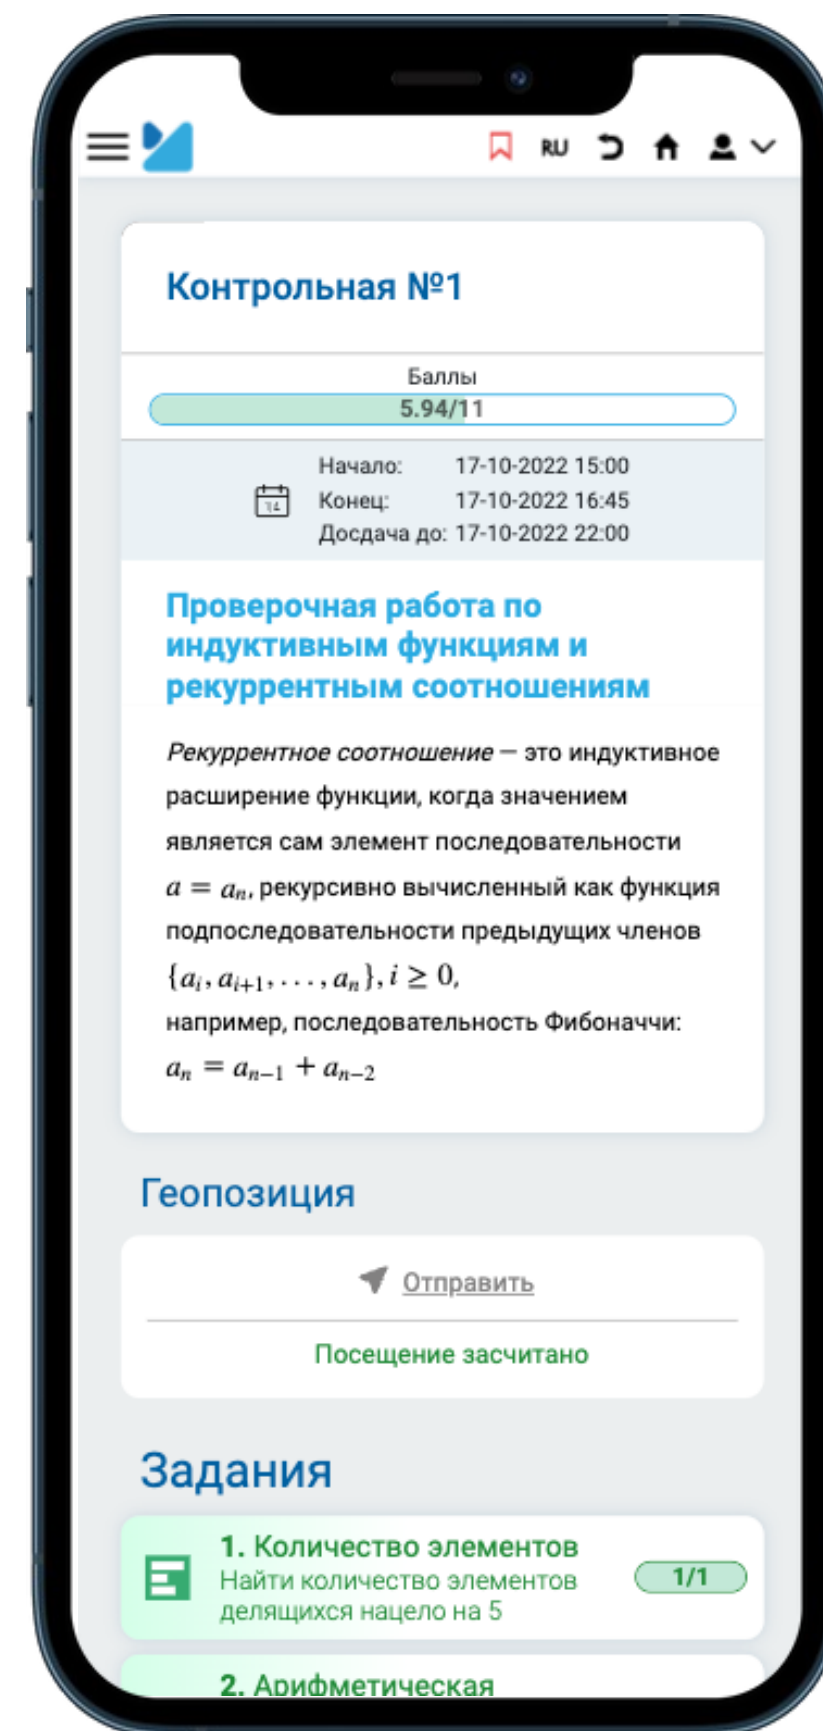 RU
Контрольная №1
Баллы
5.94/11
Начало: 17-10-2022 15:00
14
Конец: 17-10-2022 16:45
Досдача до: 17-10-2022 22:00
Проверочная работа по
индуктивным функциям и
рекуррентным соотношениям
Рекуррентное соотношение — это индуктивное
расширение функции, когда значением
является сам элемент последовательности
a = aₙ, рекурсивно вычисленный как функция
подпоследовательности предыдущих членов
{aᵢ, aᵢ₊₁, . . . , aₙ}, i ≥ 0,
например, последовательность Фибоначчи:
aₙ = aₙ₋₁ + aₙ₋₂
Геопозиция
Отправить
Посещение засчитано
Задания
1. Количество элементов
Найти количество элементов
делящихся нацело на 5
1/1
2. Арифметическая